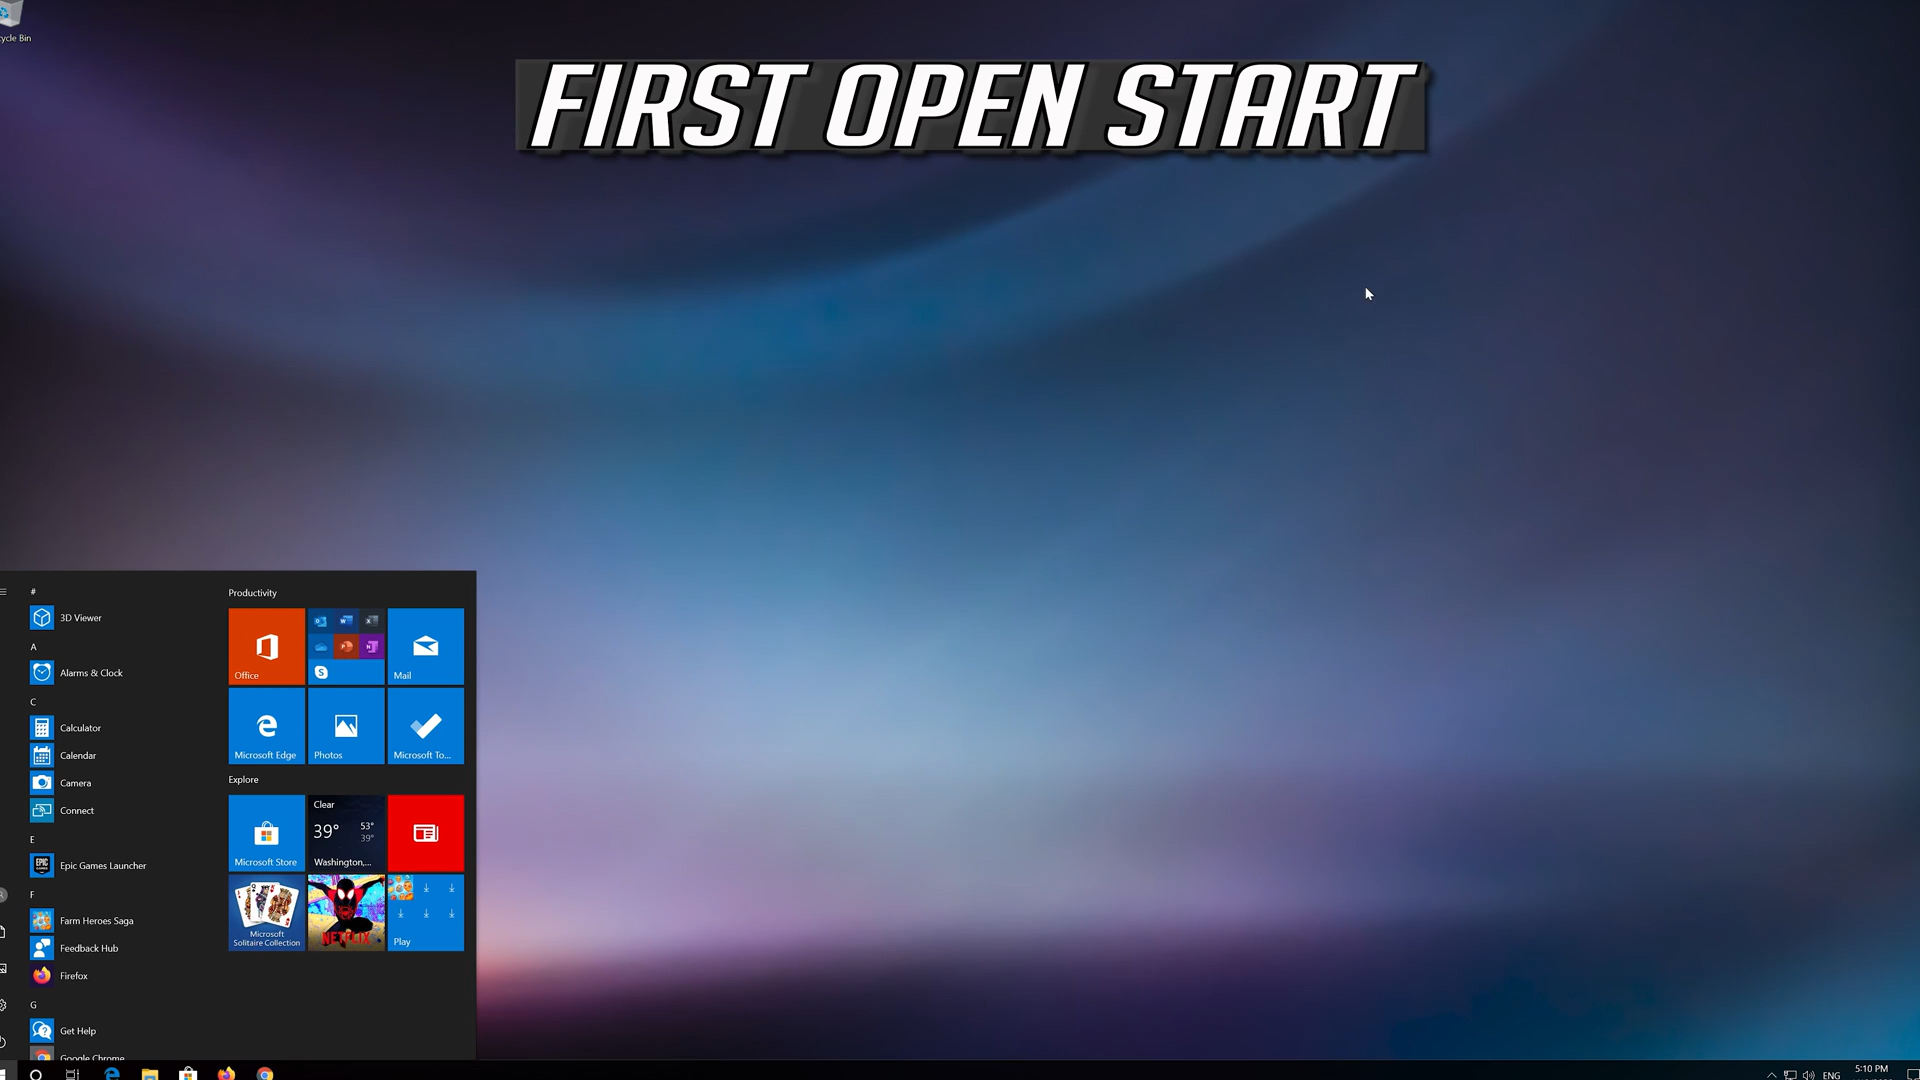 cycle Bin
FIRST OPEN START
#
3D Viewer
A
Alarms & Clock
C
Calculator
Calendar
Camera
Connect
E
EPIC
Epic Games Launcher
F
Farm Heroes Saga
Feedback Hub
Firefox
G
Get Help
Google Chrome
Productivity
Office
Mail
Microsoft Edge
Photos
Microsoft To...
Explore
Microsoft Store
Clear
39° 53°
39°
Washington,...
Microsoft
Solitaire Collection
NETFLIX
Play
ENG
5:10 PM